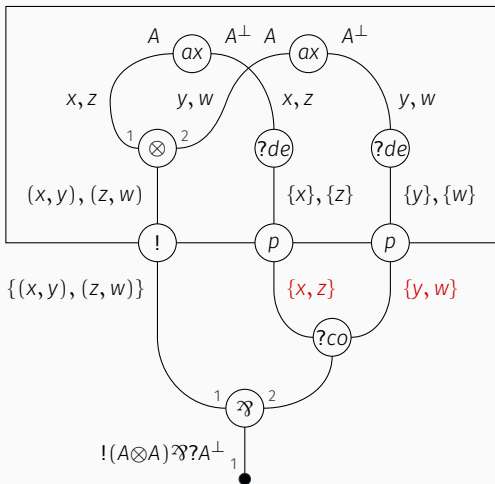 A A⊥ A A⊥
ax ax
x, z y, w x, z y, w
1 ⊗ 2 ?de ?de
(x, y), (z, w) {x}, {z} {y}, {w}
! p p
{(x, y), (z, w)} {x, z} {y, w}
?co
1 ⅋ 2
!(A⊗A)⅋?A⊥ 1